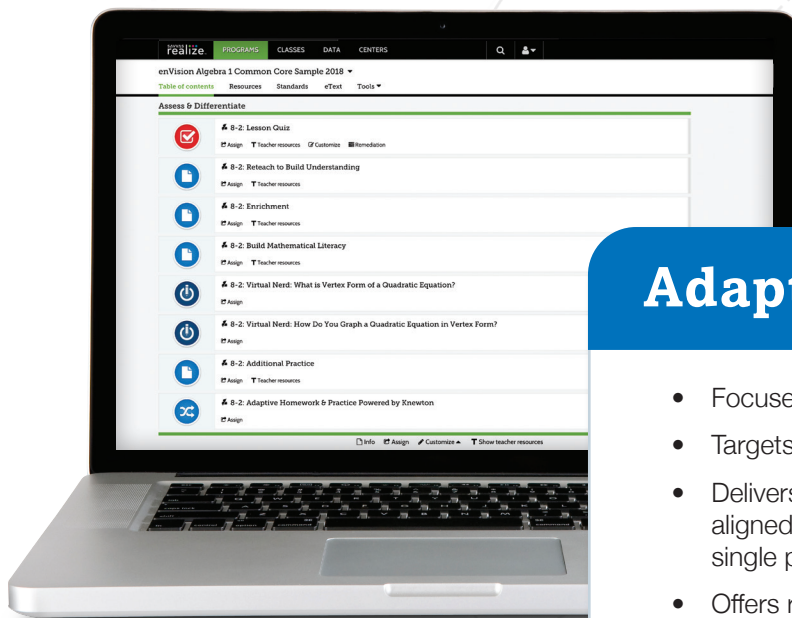 savvas
realize.
PROGRAMS CLASSES DATA CENTERS
enVision Algebra 1 Common Core Sample 2018
Table of contents Resources Standards eText Tools
Assess & Differentiate
8-2: Lesson Quiz
Assign Teacher resources Customize Remediation
8-2: Reteach to Build Understanding
Assign Teacher resources
8-2: Enrichment
Assign Teacher resources
8-2: Build Mathematical Literacy
Assign Teacher resources
8-2: Virtual Nerd: What is Vertex Form of a Quadratic Equation?
Assign
8-2: Virtual Nerd: How Do You Graph a Quadratic Equation in Vertex Form?
Assign
8-2: Additional Practice
Assign Teacher resources
8-2: Adaptive Homework & Practice Powered by Knewton
Assign
Info Assign Customize Show teacher resources
Adapt
• Focuse
• Targets
• Delivers
aligned
single p
• Offers r